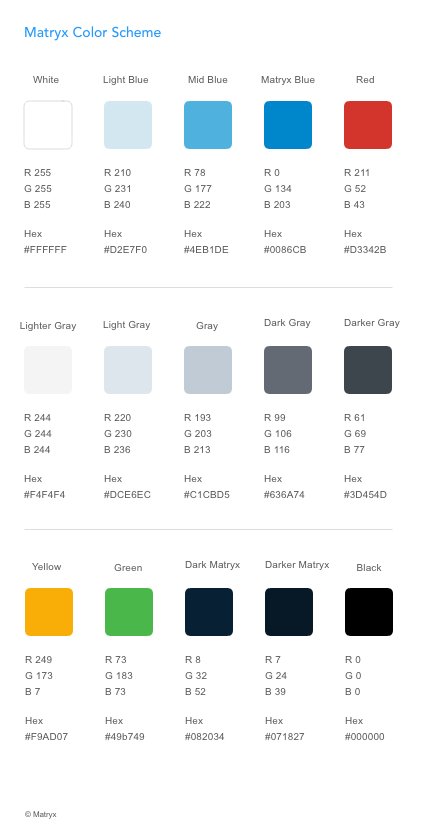 Matryx Color Scheme
White Light Blue Mid Blue Matryx Blue Red
R 255 R 210 R 78 R 0 R 211
G 255 G 231 G 177 G 134 G 52
B 255 B 240 B 222 B 203 B 43
Hex Hex Hex Hex Hex
#FFFFFF #D2E7F0 #4EB1DE #0086CB #D3342B
Lighter Gray Light Gray Gray Dark Gray Darker Gray
R 244 R 220 R 193 R 99 R 61
G 244 G 230 G 203 G 106 G 69
B 244 B 236 B 213 B 116 B 77
Hex Hex Hex Hex Hex
#F4F4F4 #DCE6EC #C1CBD5 #636A74 #3D454D
Yellow Green Dark Matryx Darker Matryx Black
R 249 R 73 R 8 R 7 R 0
G 173 G 183 G 32 G 24 G 0
B 7 B 73 B 52 B 39 B 0
Hex Hex Hex Hex Hex
#F9AD07 #49b749 #082034 #071827 #000000
© Matryx